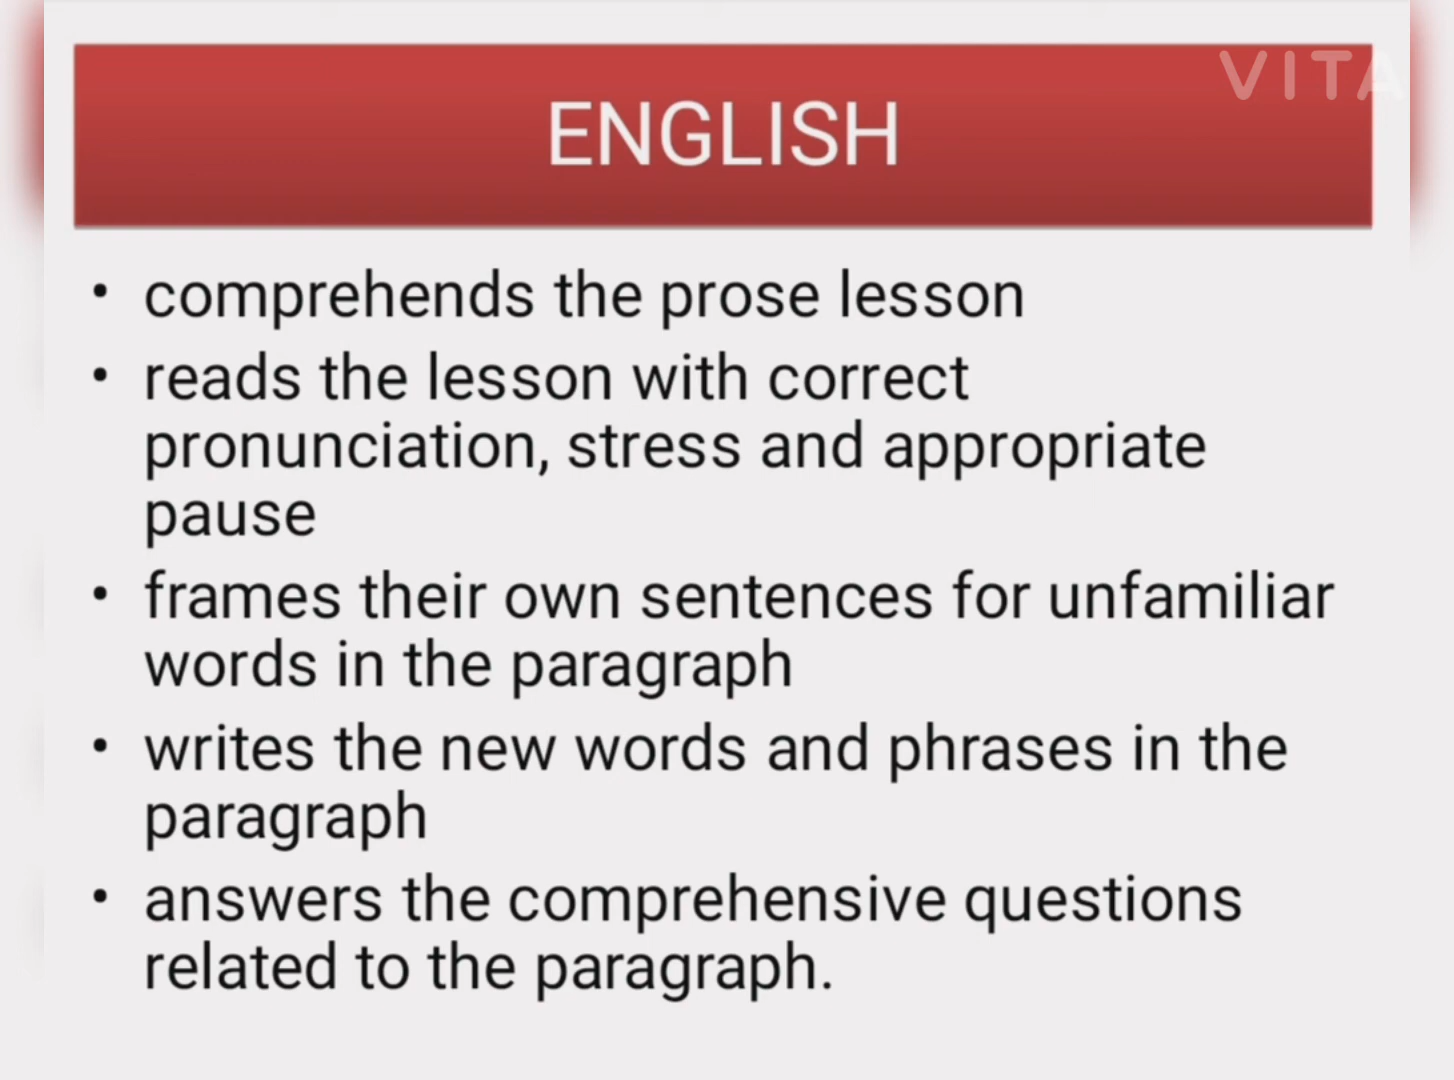 VITA
ENGLISH
• comprehends the prose lesson
• reads the lesson with correct
pronunciation, stress and appropriate
pause
• frames their own sentences for unfamiliar
words in the paragraph
• writes the new words and phrases in the
paragraph
• answers the comprehensive questions
related to the paragraph.